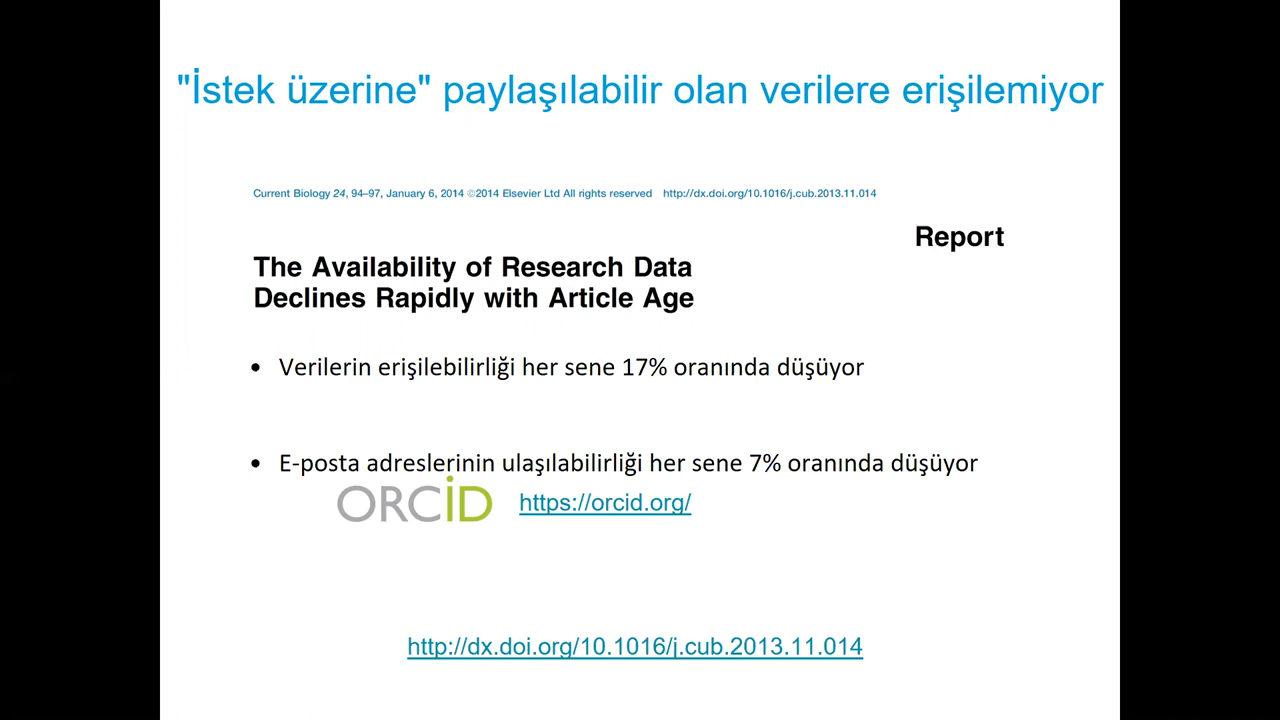 "İstek üzerine" paylaşılabilir olan verilere erişilemiyor
Current Biology 24, 94–97, January 6, 2014 ©2014 Elsevier Ltd All rights reserved http://dx.doi.org/10.1016/j.cub.2013.11.014
Report
The Availability of Research Data
Declines Rapidly with Article Age
• Verilerin erişilebilirliği her sene 17% oranında düşüyor
• E-posta adreslerinin ulaşılabilirliği her sene 7% oranında düşüyor
ORCiD https://orcid.org/
http://dx.doi.org/10.1016/j.cub.2013.11.014